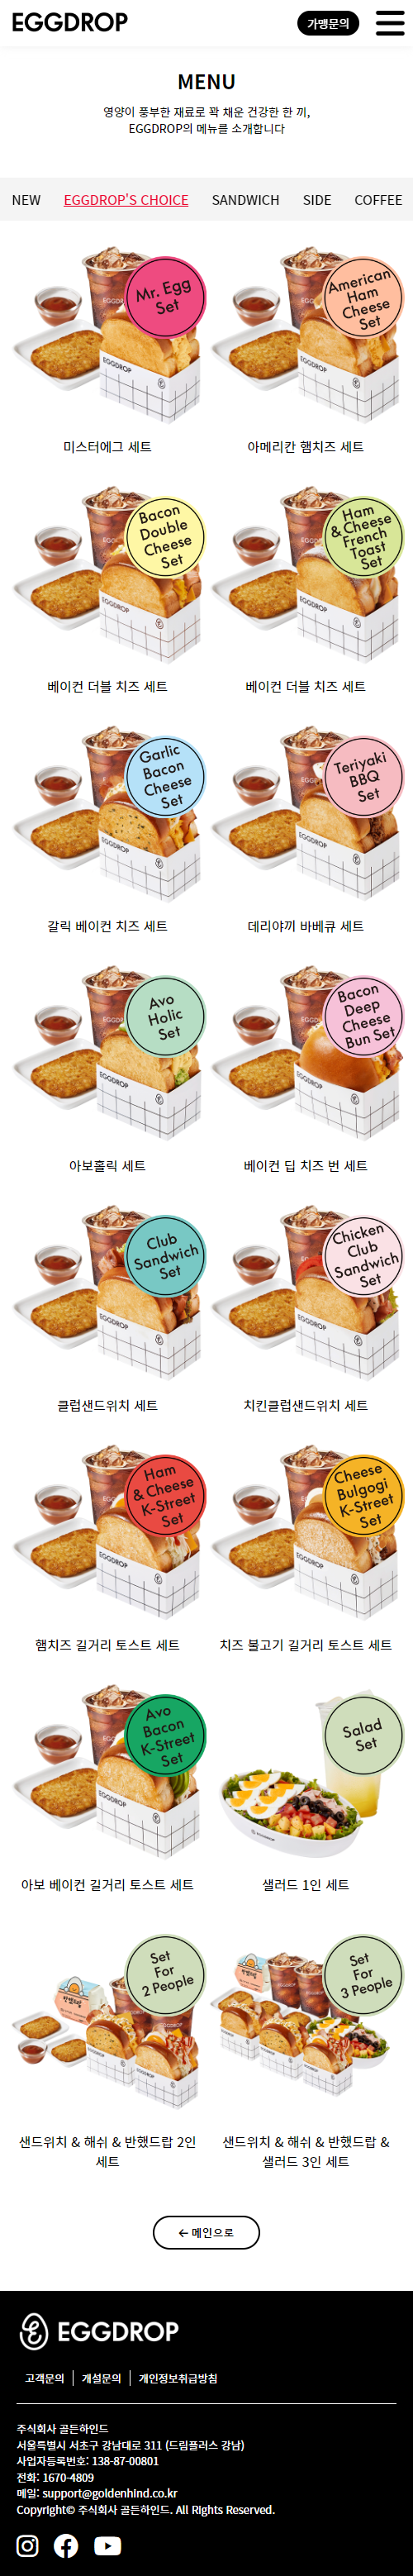 EGGDROP
가맹문의
MENU
영양이 풍부한 재료로 꽉 채운 건강한 한 끼,
EGGDROP의 메뉴를 소개합니다
NEW EGGDROP'S CHOICE SANDWICH SIDE COFFEE
Mr. Egg
Set
American
Ham
Cheese
Set
EGGDROP
EGGDROP
미스터에그 세트
아메리칸 햄치즈 세트
Bacon
Double
Cheese
Set
Ham
& Cheese
French
Toast
Set
EGGDROP
EGGDROP
베이컨 더블 치즈 세트
베이컨 더블 치즈 세트
Garlic
Bacon
Cheese
Set
Teriyaki
BBQ
Set
EGGDROP
EGGDROP
갈릭 베이컨 치즈 세트
데리야끼 바베큐 세트
Avo
Holic
Set
Bacon
Deep
Cheese
Bun Set
EGGDROP
EGGDROP
아보홀릭 세트
베이컨 딥 치즈 번 세트
Club
Sandwich
Set
Chicken
Club
Sandwich
Set
EGGDROP
EGGDROP
클럽샌드위치 세트
치킨클럽샌드위치 세트
Ham
& Cheese
K-Street
Set
Cheese
Bulgogi
K-Street
Set
EGGDROP
EGGDROP
햄치즈 길거리 토스트 세트
치즈 불고기 길거리 토스트 세트
Avo
Bacon
K-Street
Set
Salad
Set
EGGDROP
EGGDROP
아보 베이컨 길거리 토스트 세트
샐러드 1인 세트
Set
For
2 People
Set
For
3 People
샌드위치 & 해쉬 & 반했드랍 2인
세트
샌드위치 & 해쉬 & 반했드랍 &
샐러드 3인 세트
← 메인으로
EGGDROP
고객문의 개설문의 개인정보취급방침
주식회사 골든하인드
서울특별시 서초구 강남대로 311 (드림플러스 강남)
사업자등록번호: 138-87-00801
전화: 1670-4809
메일: support@goldenhind.co.kr
Copyright© 주식회사 골든하인드. All Rights Reserved.